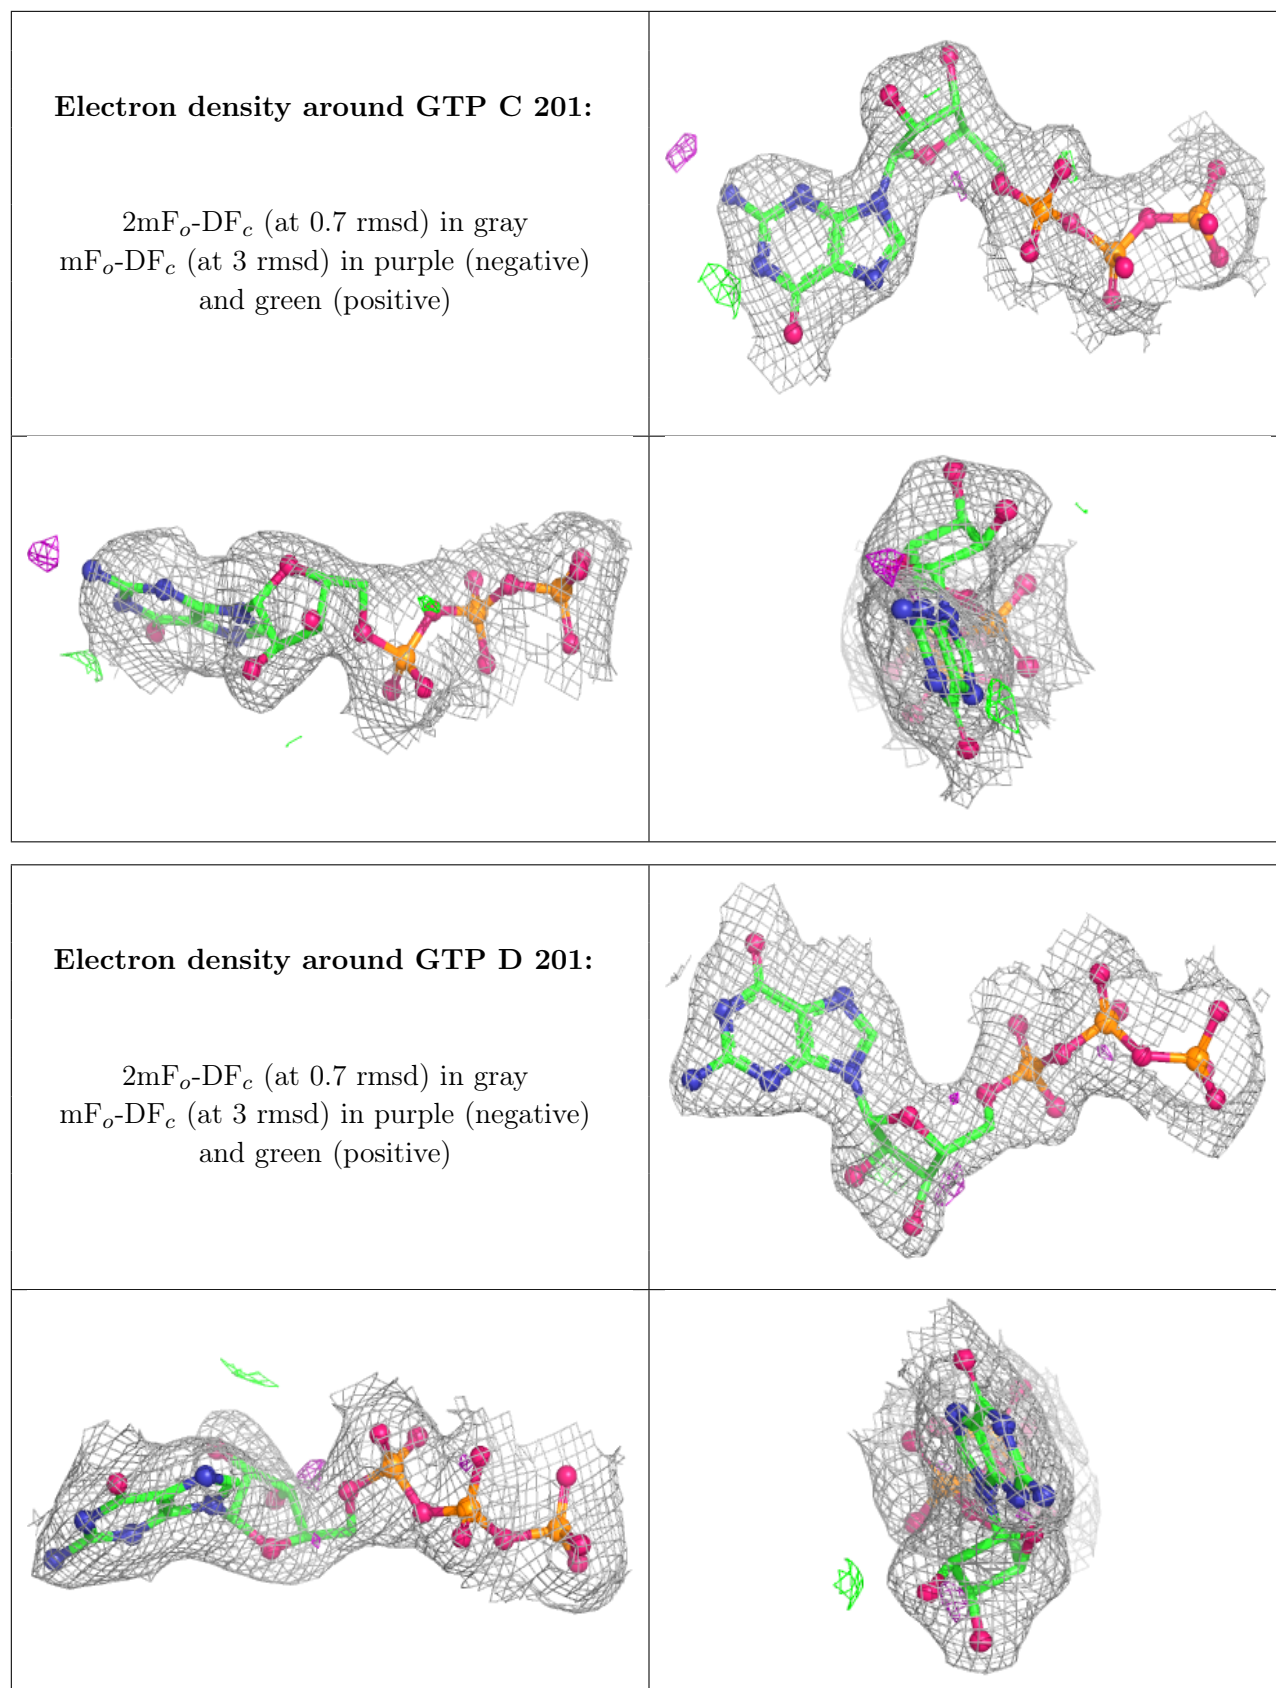 Electron density around GTP C 201:
2mFo-DFc (at 0.7 rmsd) in gray
mFo-DFc (at 3 rmsd) in purple (negative)
and green (positive)
Electron density around GTP D 201:
2mFo-DFc (at 0.7 rmsd) in gray
mFo-DFc (at 3 rmsd) in purple (negative)
and green (positive)